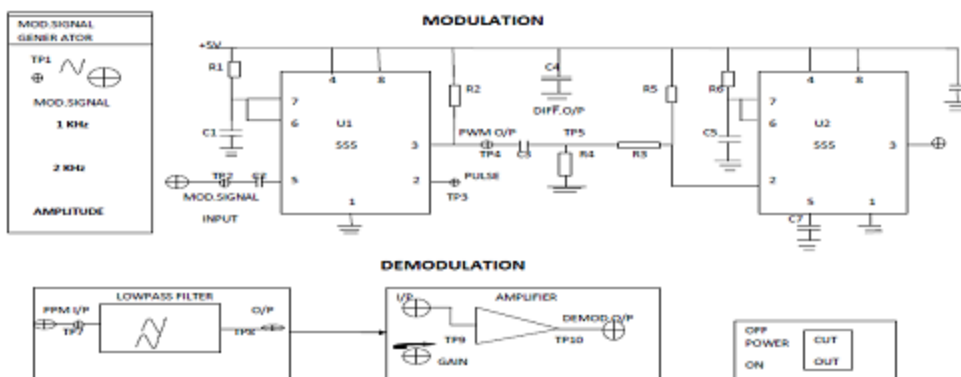 MODULATION
MOD.SIGNAL
GENERATOR
TP1
MOD.SIGNAL
1 KHz
2 KHz
AMPLITUDE
+5V
R1
C1
4
8
7
6
U1
555
3
5
2
1
TP2
C2
MOD.SIGNAL
INPUT
R2
PWM O/P
TP4
C3
PULSE
TP3
C4
DIFF.O/P
TP5
R4
R3
R5
R6
C5
4
8
7
6
U2
555
3
2
5
1
C7
DEMODULATION
LOWPASS FILTER
PPM I/P
TP7
O/P
TP8
I/P
AMPLIFIER
TP9
GAIN
DEMOD.O/P
TP10
OFF
POWER
ON
CUT
OUT